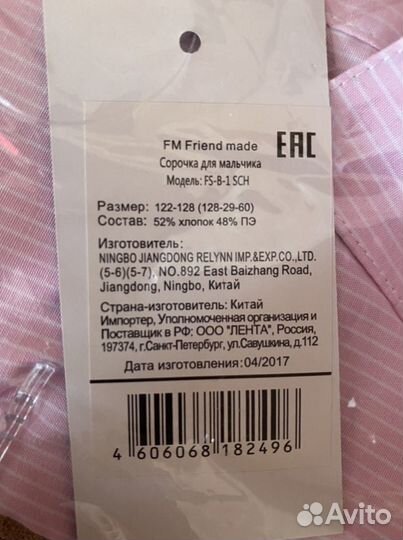 FM Friend made
EAC
Сорочка для мальчика
Модель: FS-B-1 SCH
Размер: 122-128 (128-29-60)
Состав: 52% хлопок 48% ПЭ
Изготовитель:
NINGBO JIANGDONG RELYNN IMP.&EXP.CO.,LTD.
(5-6)(5-7), NO.892 East Baizhang Road,
Jiangdong, Ningbo, Китай
Страна-изготовитель: Китай
Импортер, Уполномоченная организация и
Поставщик в РФ: ООО "ЛЕНТА", Россия,
197374, г.Санкт-Петербург, ул.Савушкина, д.112
Дата изготовления:04/2017
4 606068 182496
Avito